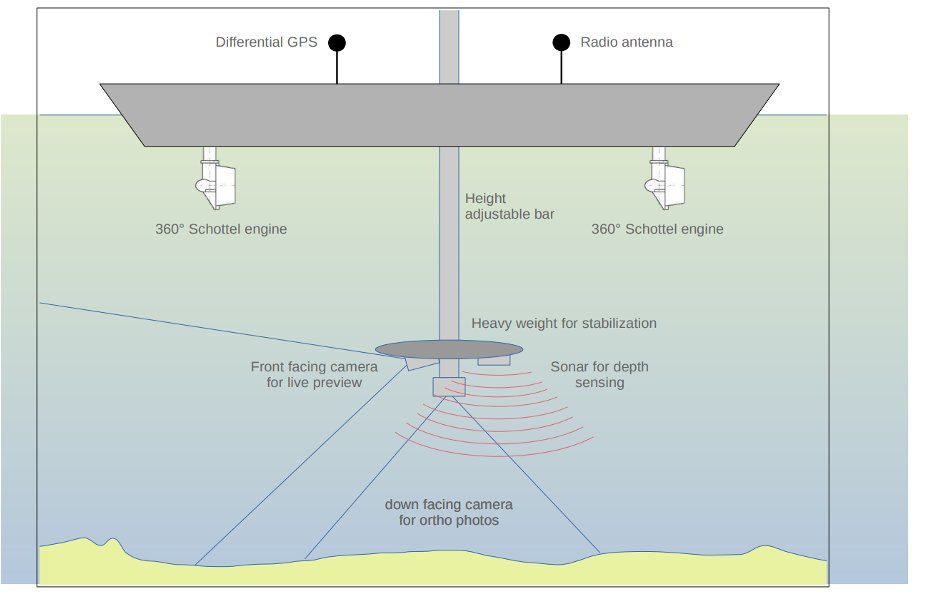 Differential GPS
Radio antenna
Height
adjustable bar
360° Schottel engine
360° Schottel engine
Heavy weight for stabilization
Front facing camera
for live preview
Sonar for depth
sensing
down facing camera
for ortho photos